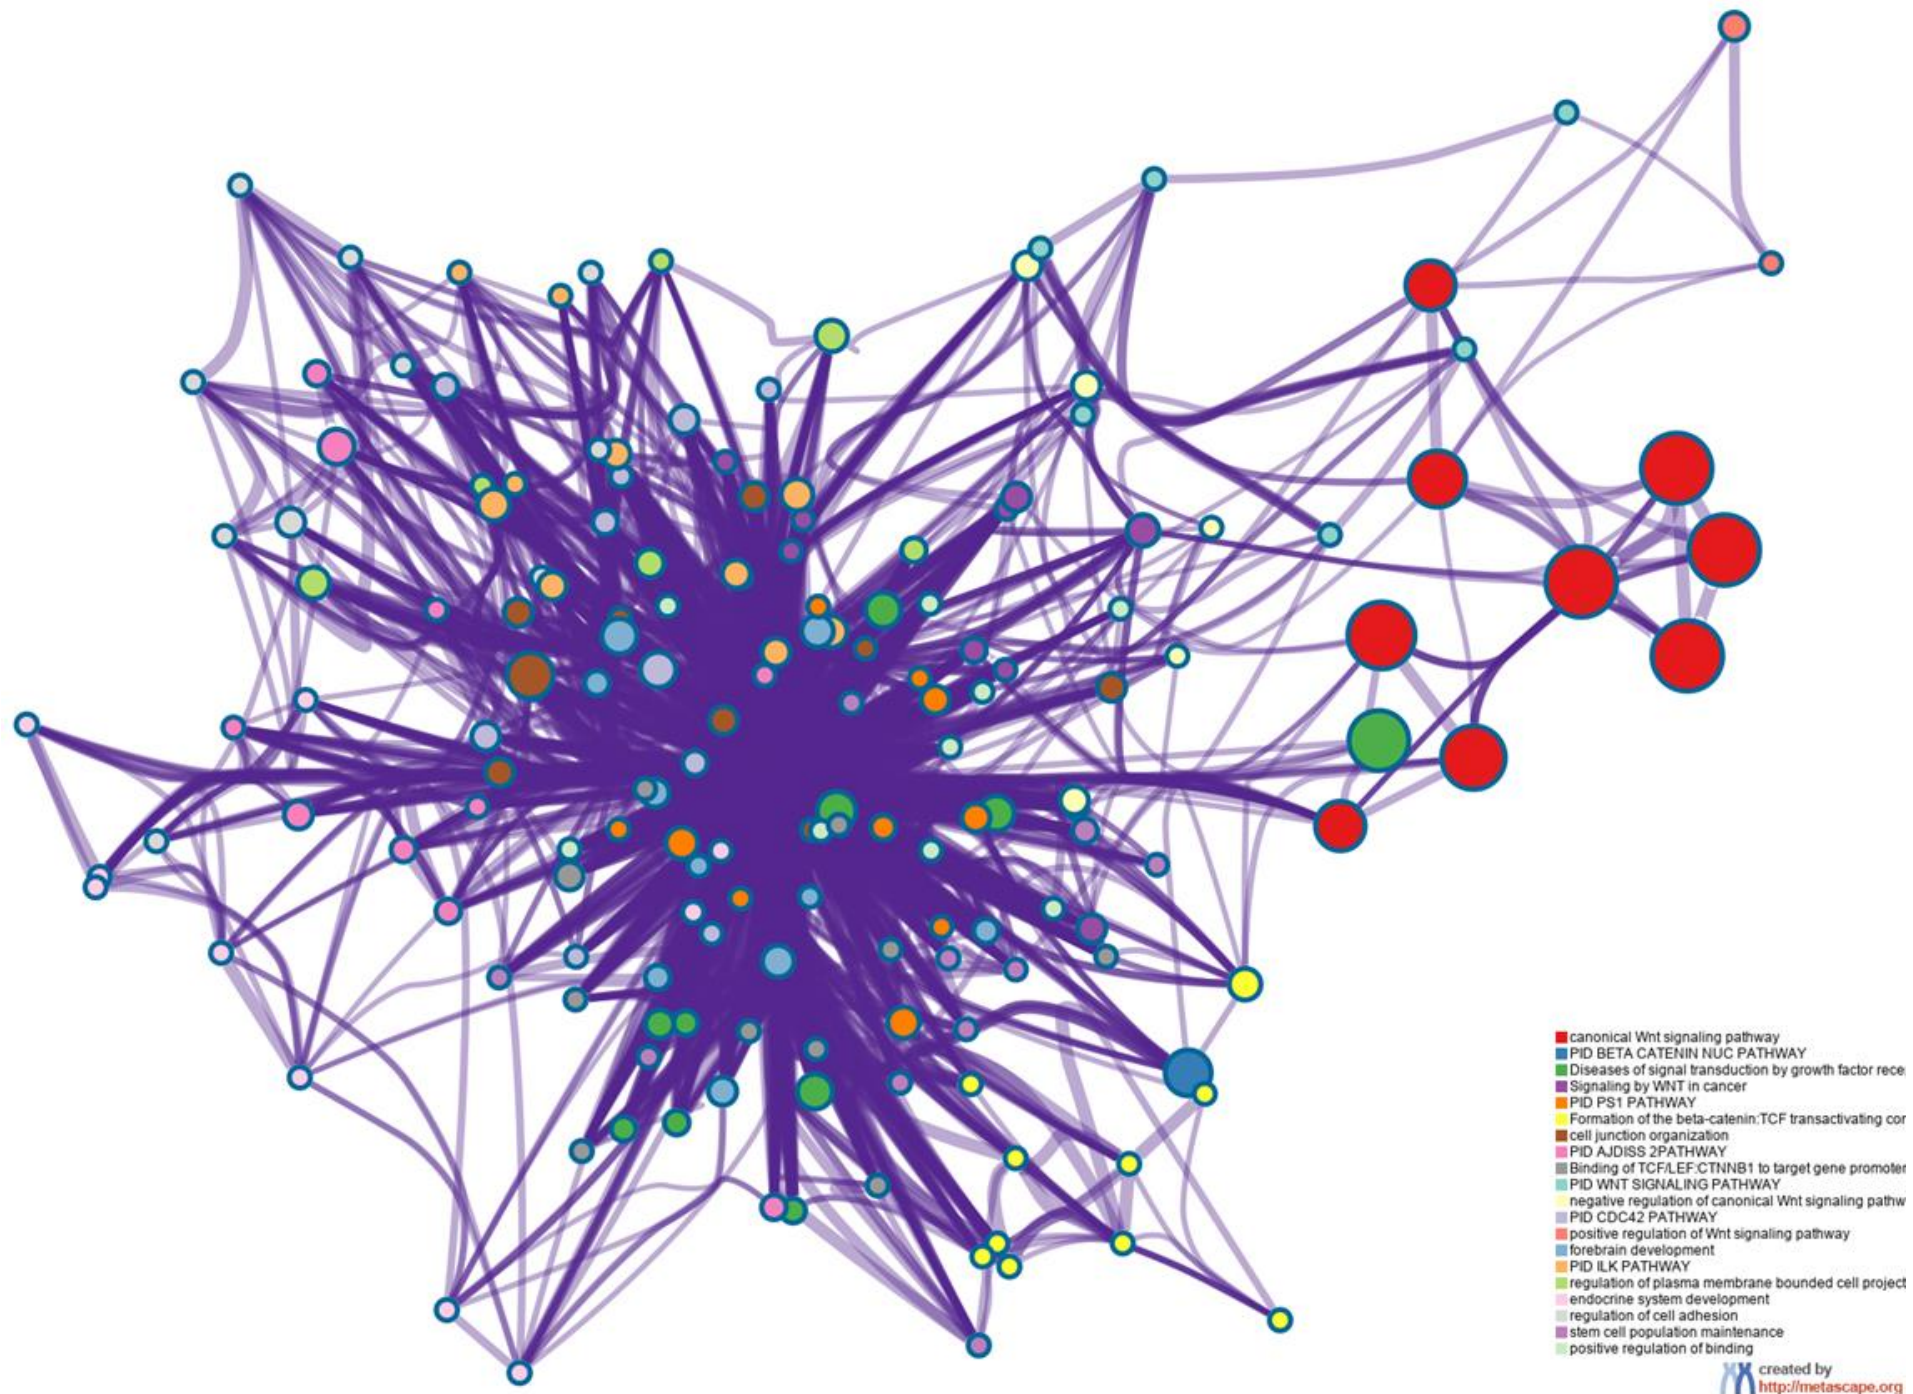 canonical Wnt signaling pathway
PID BETA CATENIN NUC PATHWAY
Diseases of signal transduction by growth factor rece
Signaling by WNT in cancer
PID PS1 PATHWAY
Formation of the beta-catenin:TCF transactivating cor
cell junction organization
PID AJDISS 2PATHWAY
Binding of TCF/LEF:CTNNB1 to target gene promoter
PID WNT SIGNALING PATHWAY
negative regulation of canonical Wnt signaling pathw
PID CDC42 PATHWAY
positive regulation of Wnt signaling pathway
forebrain development
PID ILK PATHWAY
regulation of plasma membrane bounded cell project
endocrine system development
regulation of cell adhesion
stem cell population maintenance
positive regulation of binding
created by
http://metascape.org